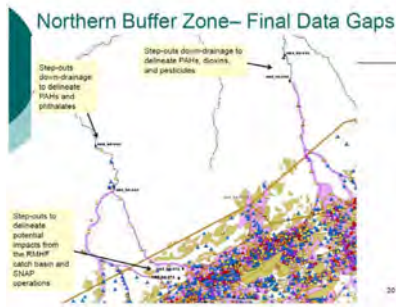 Northern Buffer Zone– Final Data Gaps
Step-outs down-drainage to
delineate PAHs, dioxins,
and pesticides
Step-outs
down-drainage
to delineate
PAHs and
phthalates
Step-outs to
delineate
potential
impacts from
the RMHF
catch basin and
SNAP
operations
20